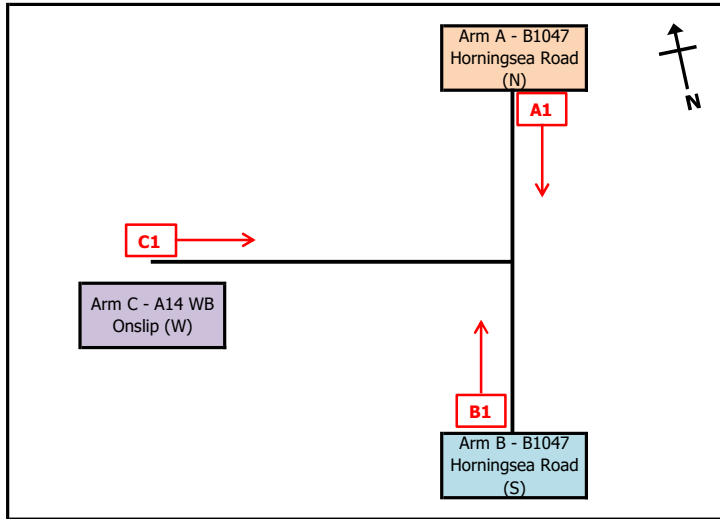 Arm A - B1047
Horningsea Road
(N)
A1
N
C1
Arm C - A14 WB
Onslip (W)
B1
Arm B - B1047
Horningsea Road
(S)